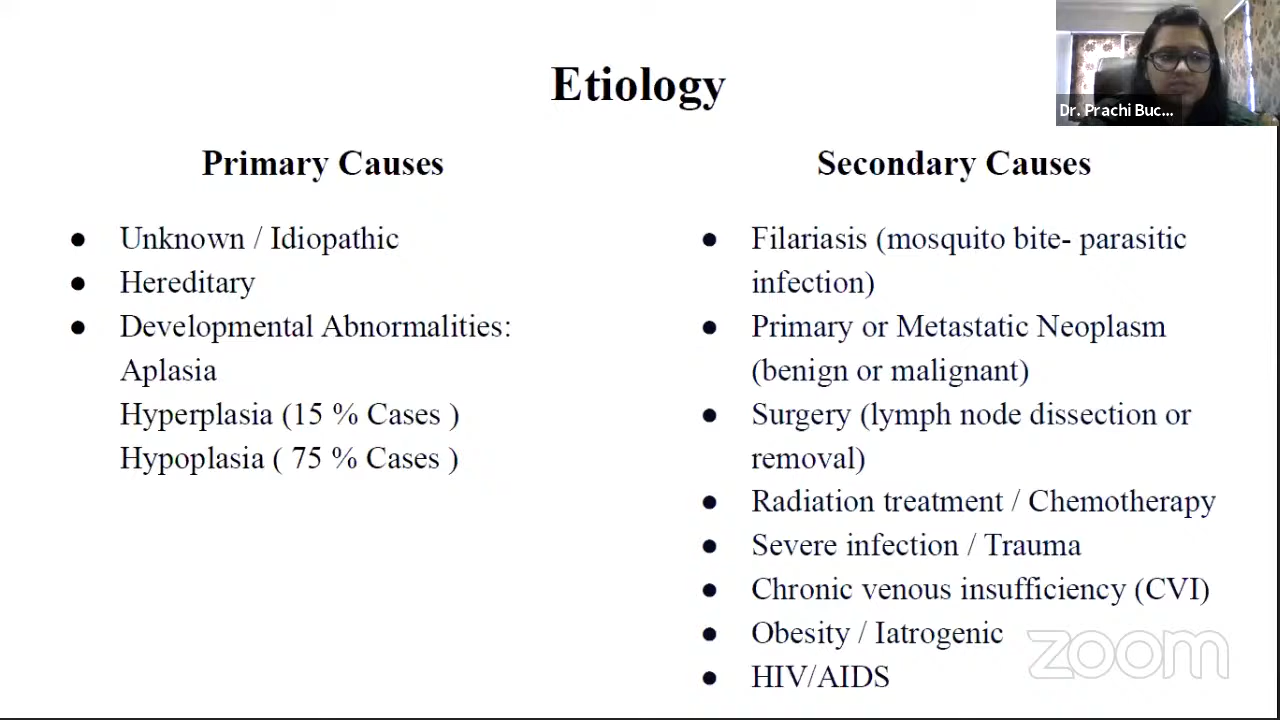 Etiology
Dr. Prachi Buc...
Primary Causes
● Unknown / Idiopathic
● Hereditary
● Developmental Abnormalities:
Aplasia
Hyperplasia (15 % Cases )
Hypoplasia ( 75 % Cases )
Secondary Causes
● Filariasis (mosquito bite- parasitic
infection)
● Primary or Metastatic Neoplasm
(benign or malignant)
● Surgery (lymph node dissection or
removal)
● Radiation treatment / Chemotherapy
● Severe infection / Trauma
● Chronic venous insufficiency (CVI)
● Obesity / Iatrogenic
● HIV/AIDS
zoom